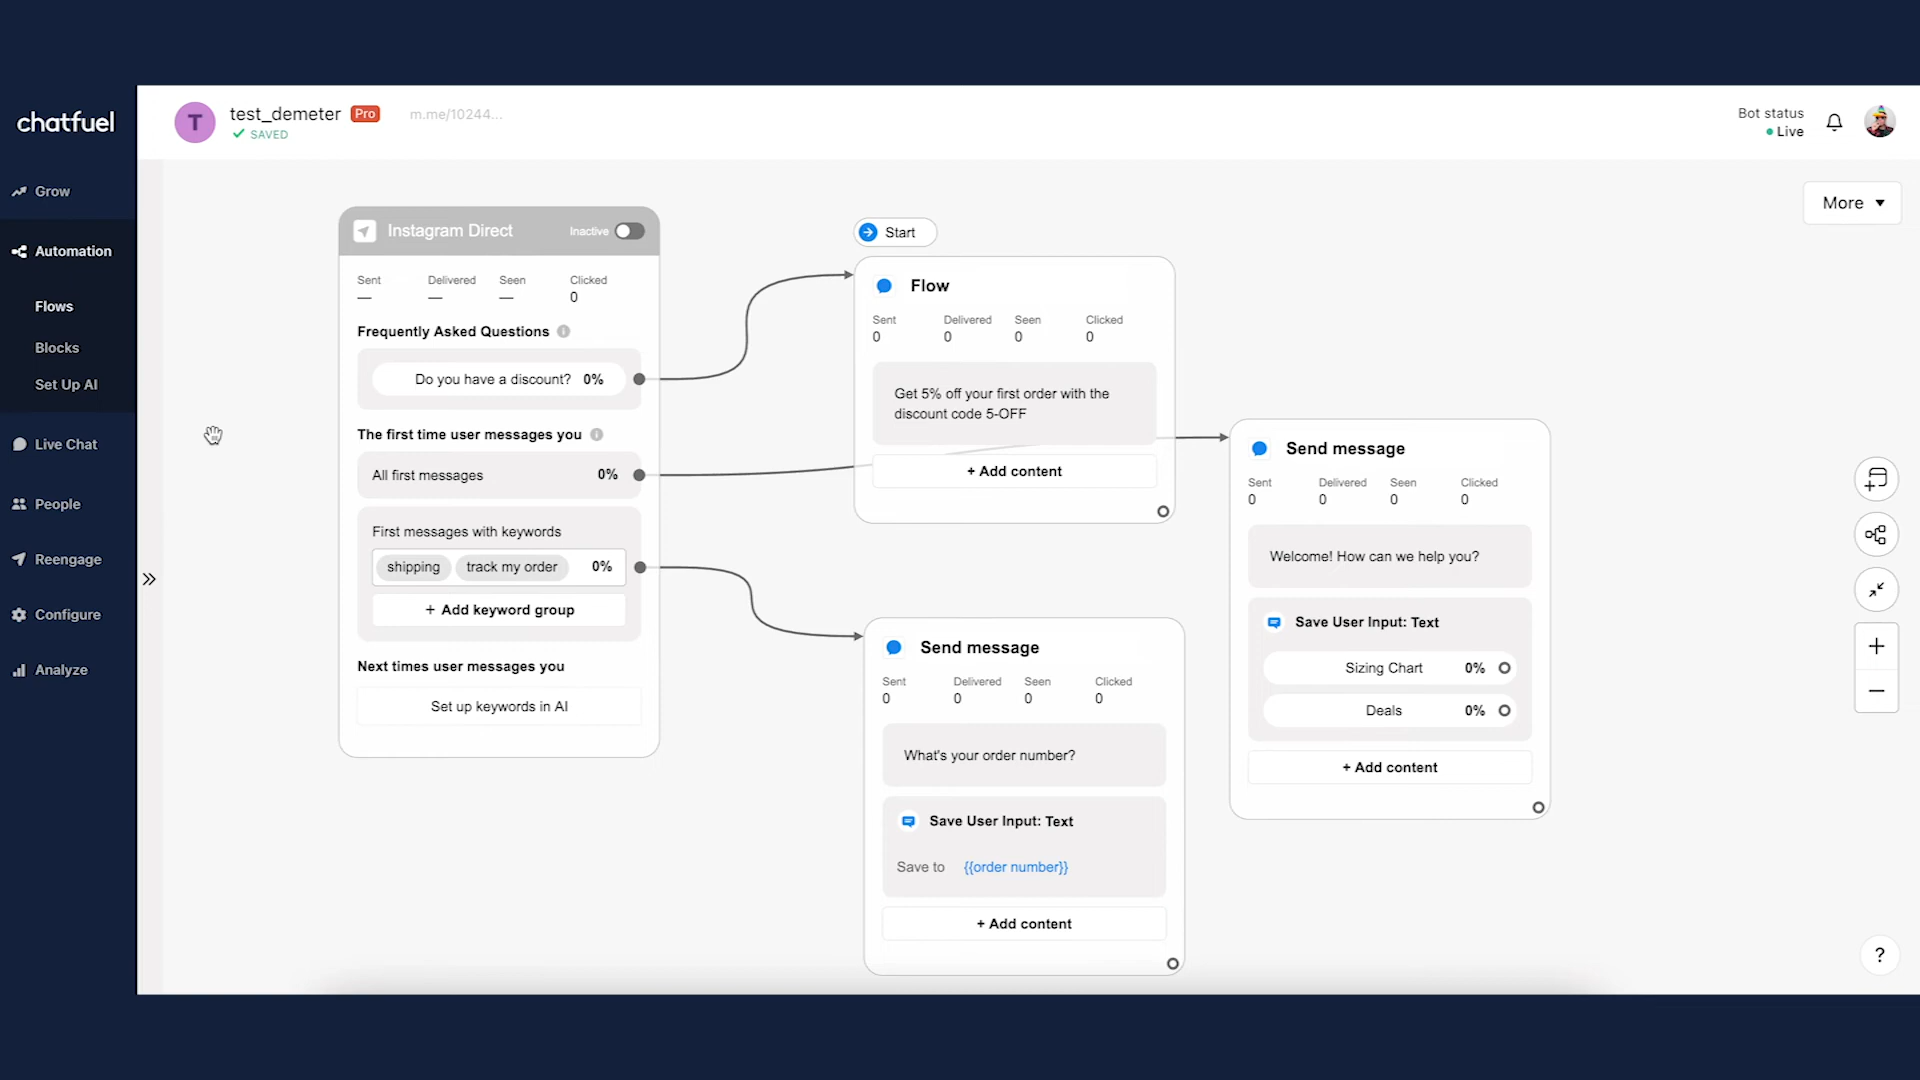 chatfuel
Grow
Automation
Flows
Blocks
Set Up AI
Live Chat
People
Reengage
Configure
Analyze
T
test_demeter Pro
SAVED
m.me/10244...
Bot status
Live
More
Instagram Direct
Inactive
Sent Delivered Seen Clicked
— — — 0
Frequently Asked Questions
Do you have a discount? 0%
The first time user messages you
All first messages 0%
First messages with keywords
shipping track my order 0%
+ Add keyword group
Next times user messages you
Set up keywords in AI
Start
Flow
Sent Delivered Seen Clicked
0 0 0 0
Get 5% off your first order with the
discount code 5-OFF
+ Add content
Send message
Sent Delivered Seen Clicked
0 0 0 0
What's your order number?
Save User Input: Text
Save to {{order number}}
+ Add content
Send message
Sent Delivered Seen Clicked
0 0 0 0
Welcome! How can we help you?
Save User Input: Text
Sizing Chart 0%
Deals 0%
+ Add content
?